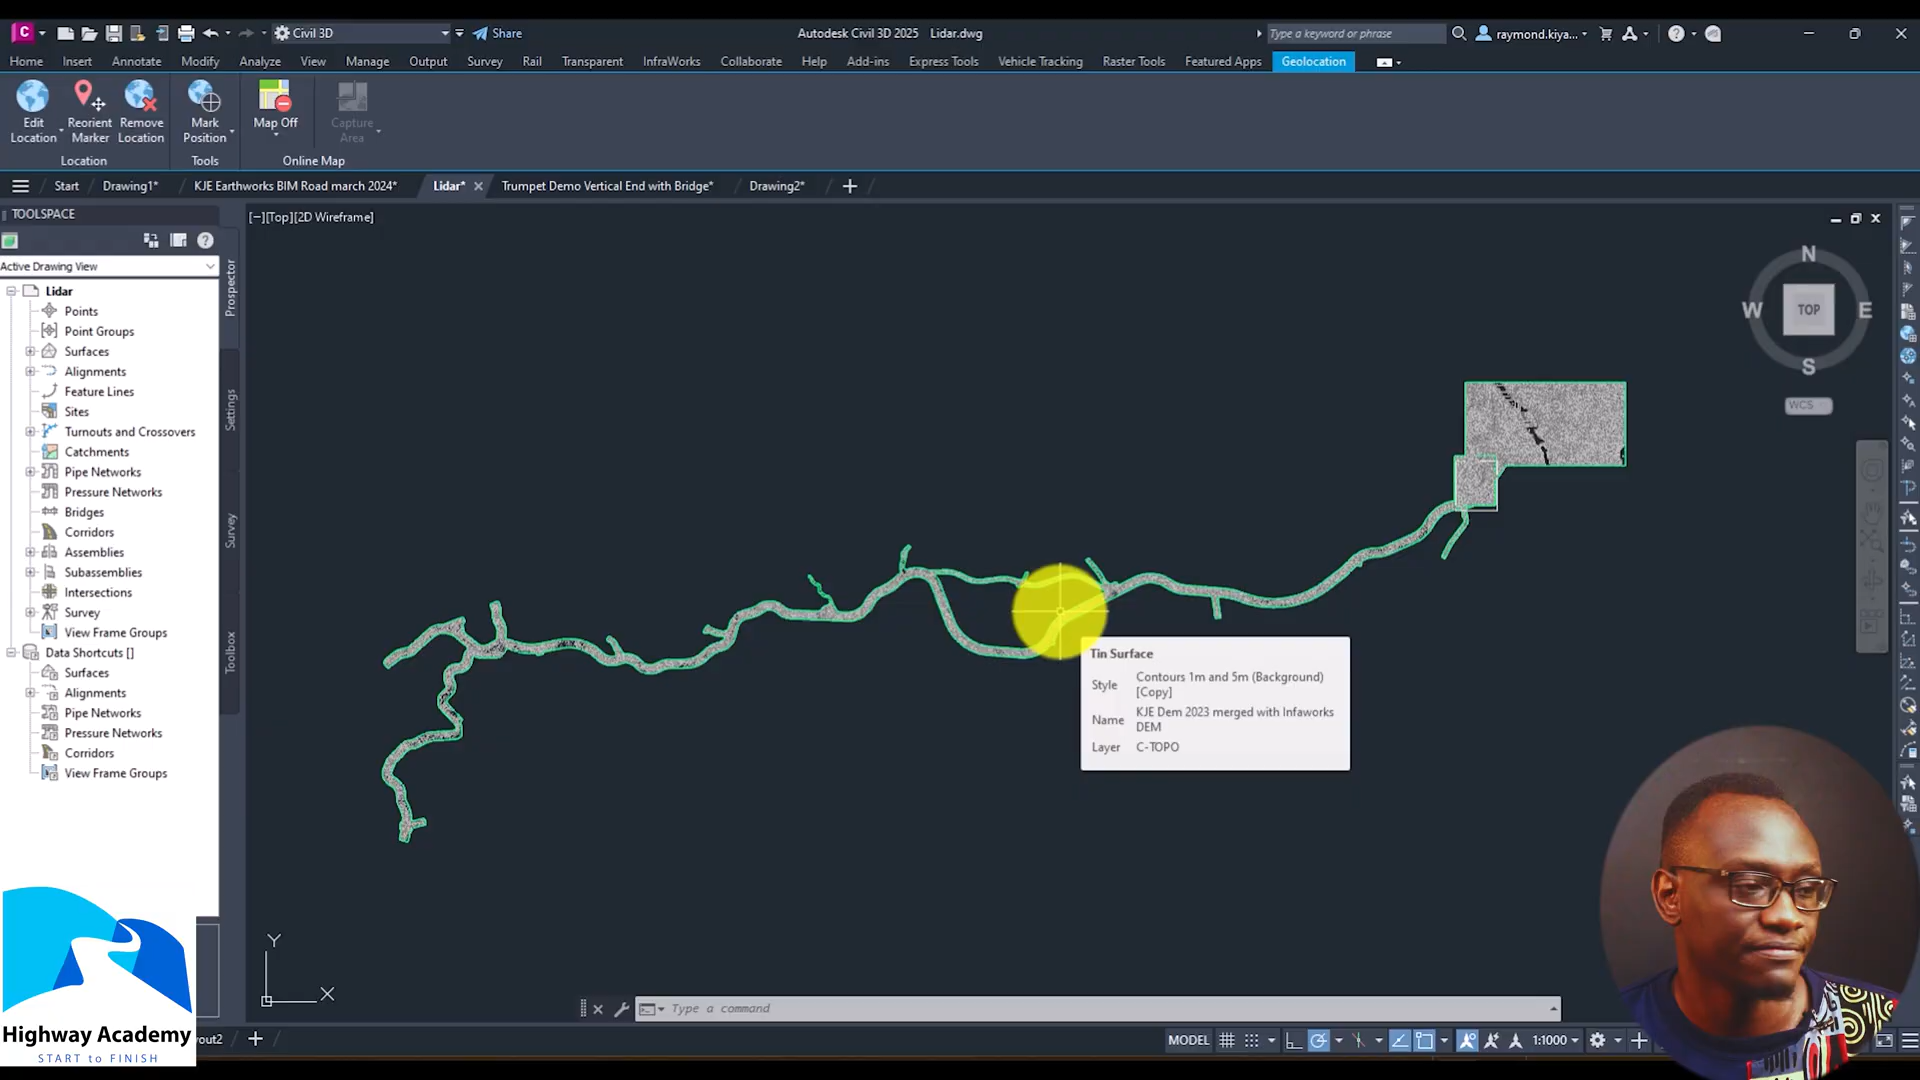 Civil 3D
Share
Autodesk Civil 3D 2025 Lidar.dwg
Type a keyword or phrase
raymond.kiya...
Home Insert Annotate Modify Analyze View Manage Output Survey Rail Transparent InfraWorks Collaborate Help Add-ins Express Tools Vehicle Tracking Raster Tools Featured Apps Geolocation
Edit Location
Reorient Marker
Remove Location
Mark Position
Map Off
Capture Area
Location
Tools
Online Map
Start Drawing1* KJE Earthworks BIM Road march 2024* Lidar* Trumpet Demo Vertical End with Bridge* Drawing2*
TOOLSPACE
[−][Top][2D Wireframe]
Active Drawing View
Lidar
Points
Point Groups
Surfaces
Alignments
Feature Lines
Sites
Turnouts and Crossovers
Catchments
Pipe Networks
Pressure Networks
Bridges
Corridors
Assemblies
Subassemblies
Intersections
Survey
View Frame Groups
Data Shortcuts []
Surfaces
Alignments
Pipe Networks
Pressure Networks
Corridors
View Frame Groups
Prospector
Settings
Survey
Toolbox
N
W
TOP
E
S
WCS
Tin Surface
Style Contours 1m and 5m (Background) [Copy]
Name KJE Dem 2023 merged with Infaworks DEM
Layer C-TOPO
Y
X
Type a command
Highway Academy
START to FINISH
yout2
MODEL
1:1000